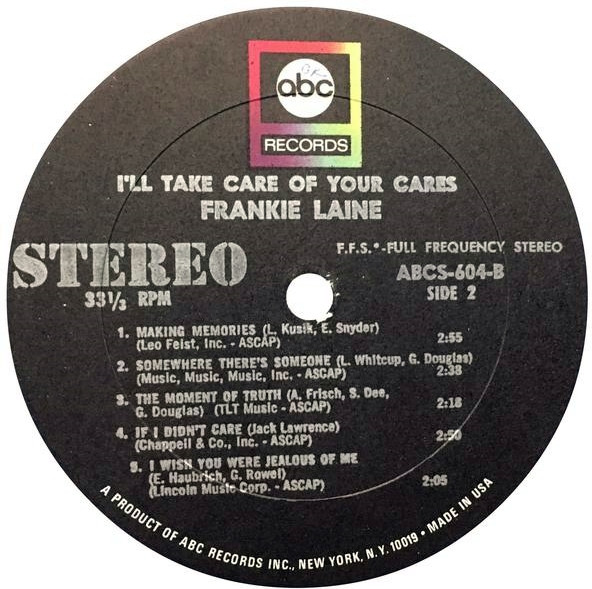 abc
RECORDS
I'LL TAKE CARE OF YOUR CARES
FRANKIE LAINE
STEREO
F.F.S.*-FULL FREQUENCY STEREO
33 1/3 RPM
ABCS-604-B
SIDE 2
1. MAKING MEMORIES (L. Kusik, E. Snyder)
(Leo Feist, Inc. - ASCAP) 2:55
2. SOMEWHERE THERE'S SOMEONE (L. Whitcup, G. Douglas)
(Music, Music, Music, Inc. - ASCAP) 2:38
3. THE MOMENT OF TRUTH (A. Frisch, S. Dee,
G. Douglas) (TLT Music - ASCAP) 2:18
4. IF I DIDN'T CARE (Jack Lawrence)
(Chappell & Co., Inc. - ASCAP) 2:50
5. I WISH YOU WERE JEALOUS OF ME
(E. Haubrich, G. Rowel)
(Lincoln Music Corp. - ASCAP) 2:05
A PRODUCT OF ABC RECORDS INC., NEW YORK, N.Y. 10019 • MADE IN USA